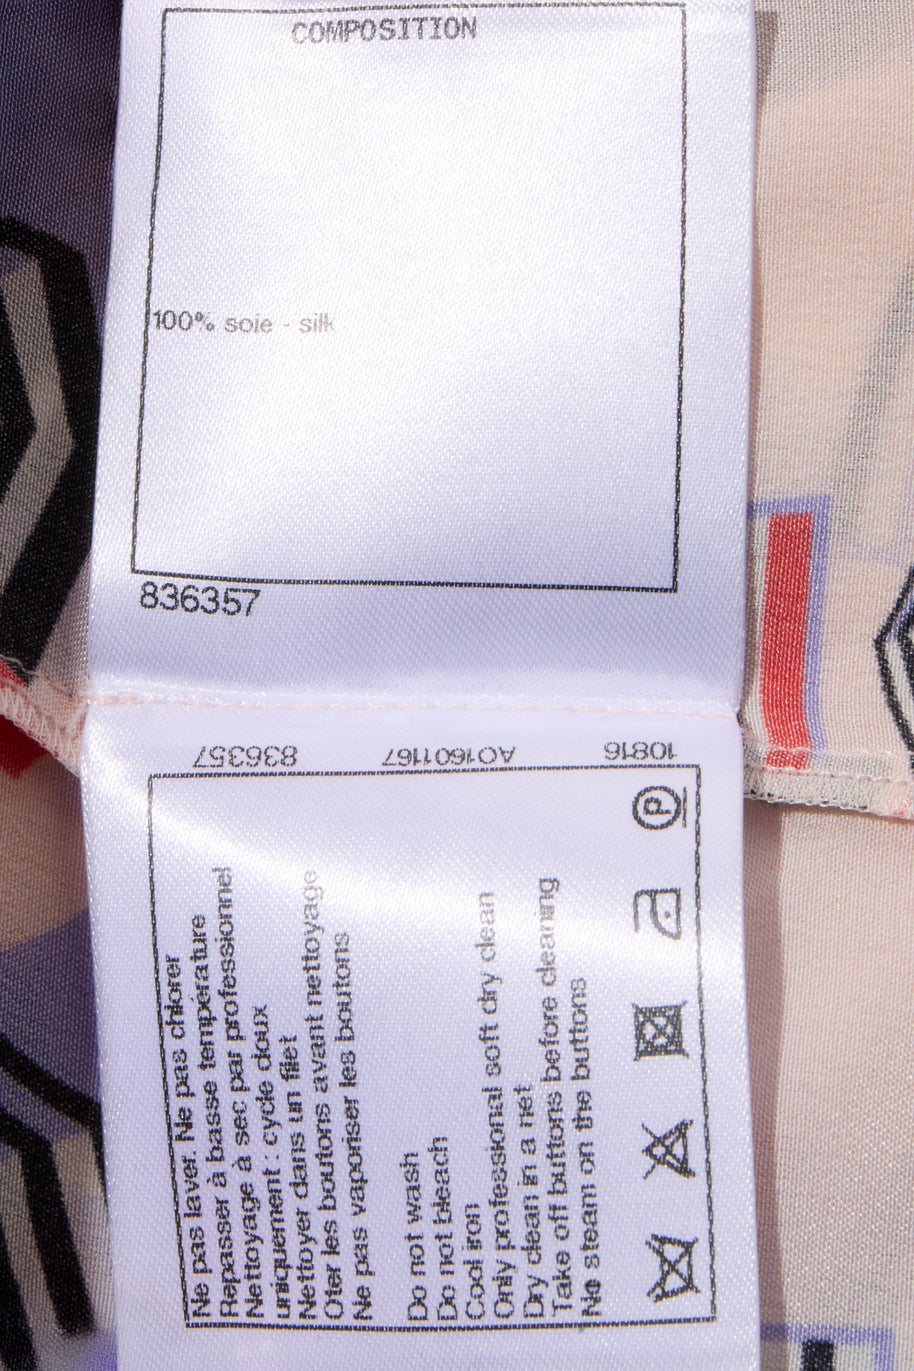 COMPOSITION
100% soie - silk
836357
836357
AO1601167
10816
Ne pas laver. Ne pas chlorer
Repasser à basse température
Nettoyage à sec par professionnel
uniquement : cycle doux
Nettoyer dans un filet
Oter les boutons avant nettoyage
Ne pas vaporiser les boutons
Do not wash
Do not bleach
Cool iron
Only professional soft dry clean
Dry clean in a net
Take off buttons before cleaning
No steam on the buttons
P